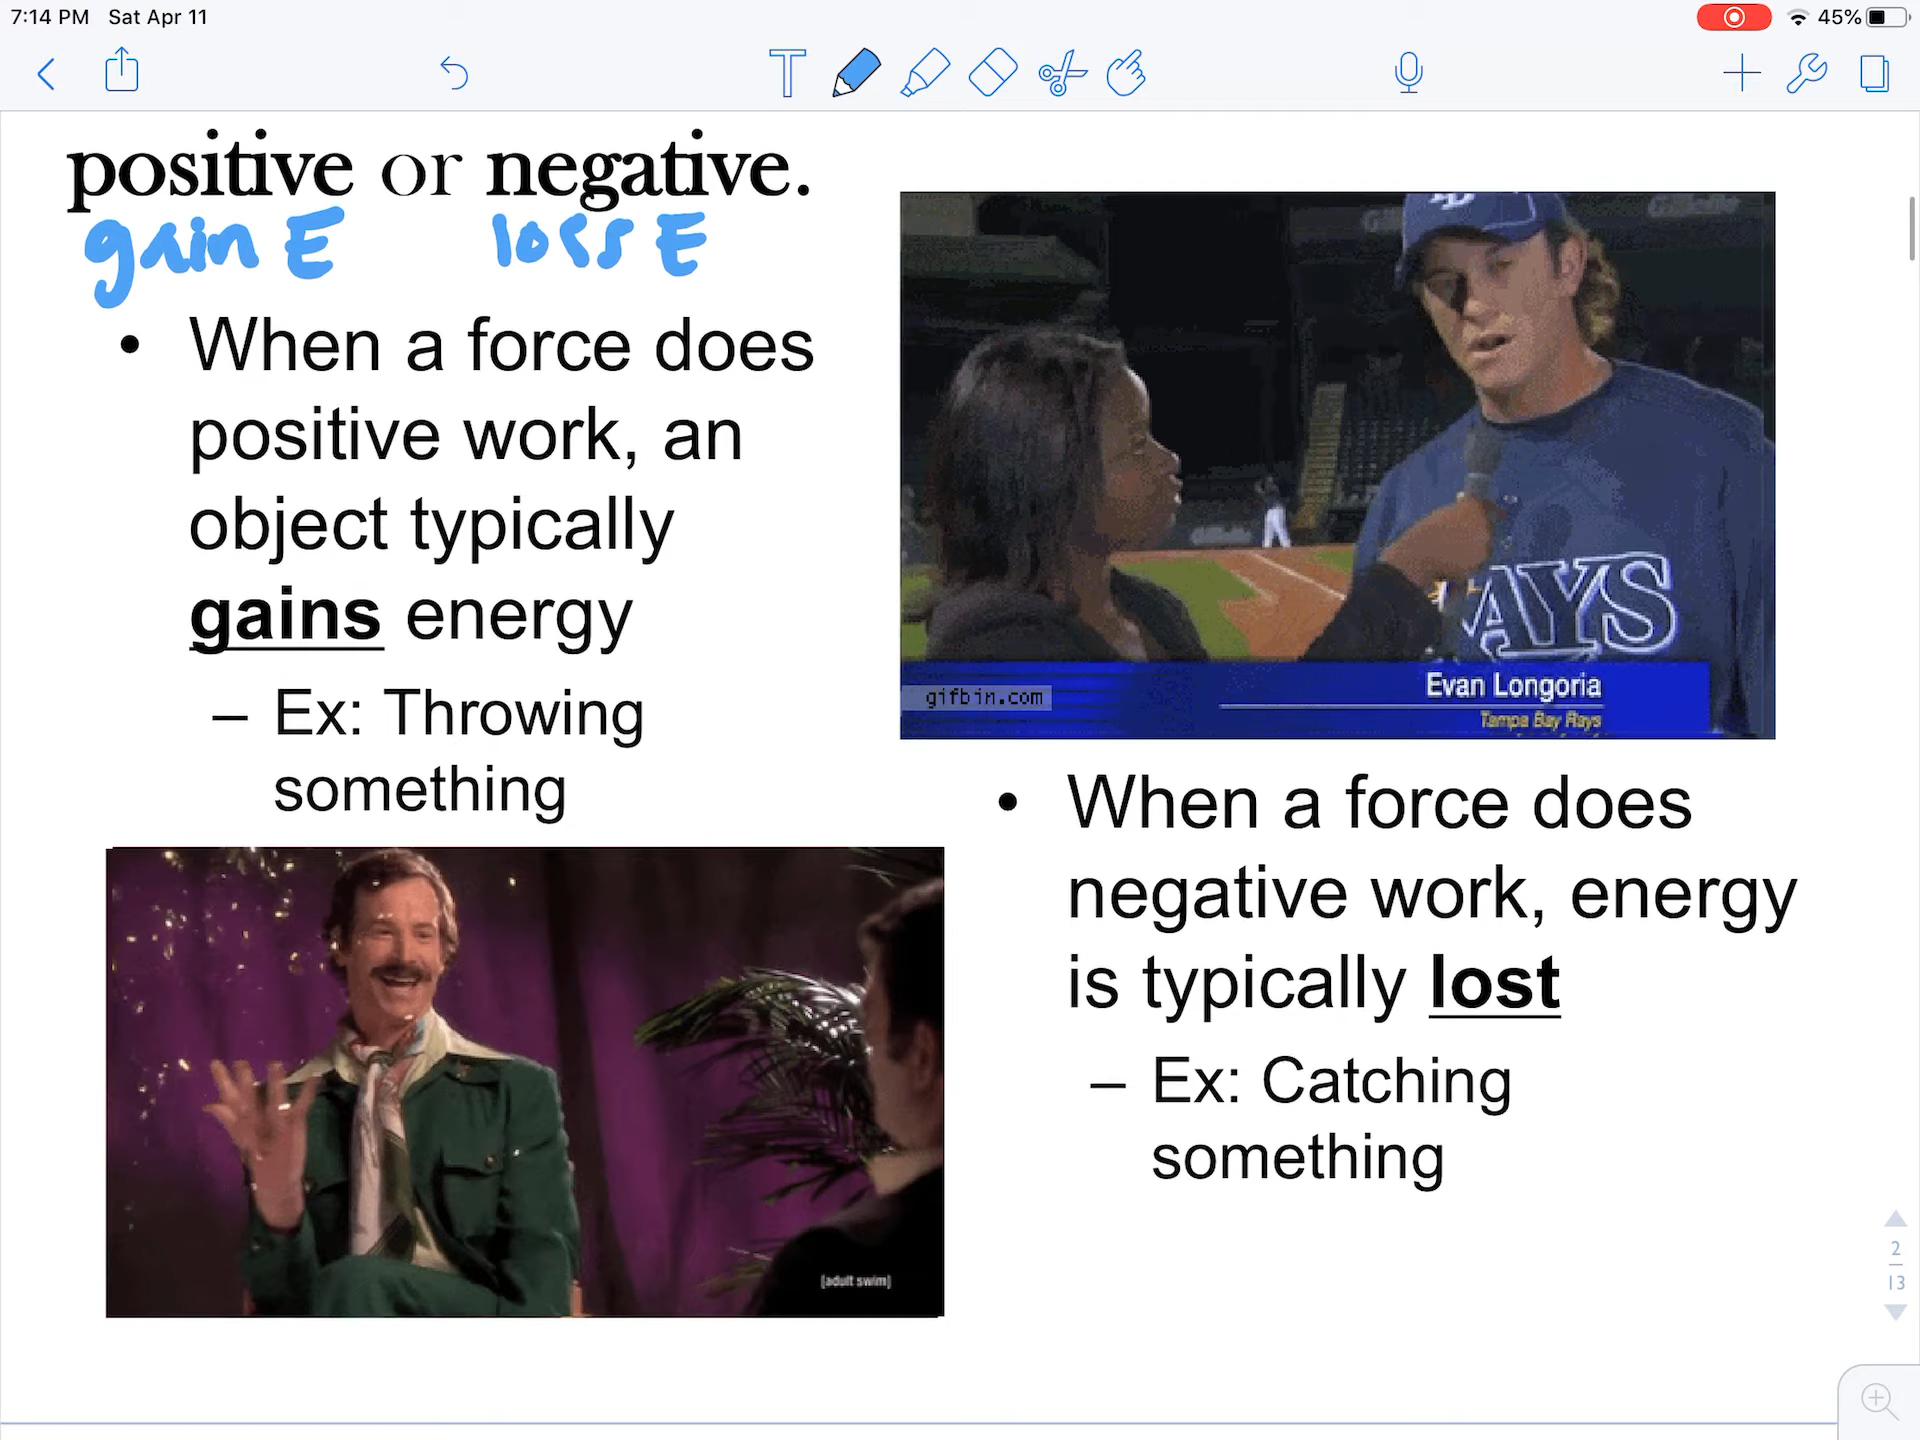 7:14 PM Sat Apr 11
45%
positive or negative.
gain E loss E
• When a force does
positive work, an
object typically
gains energy
– Ex: Throwing
something
AYS
Evan Longoria
Tampa Bay Rays
gifbin.com
• When a force does
negative work, energy
is typically lost
– Ex: Catching
something
[adult swim]
2
13